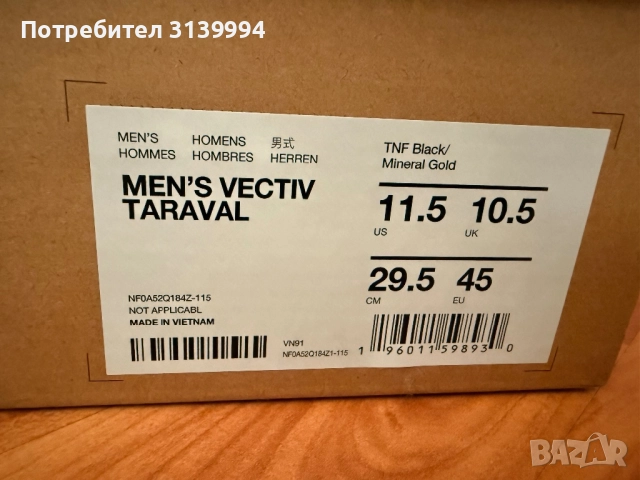 Потребител 3139994
MEN'S HOMENS 男式
HOMMES HOMBRES HERREN
MEN'S VECTIV
TARAVAL
TNF Black/
Mineral Gold
11.5 10.5
US UK
29.5 45
CM EU
NF0A52Q184Z-115
NOT APPLICABL
MADE IN VIETNAM
VN91
NF0A52Q184Z1-115
1 96011 59893 0
BAZAR